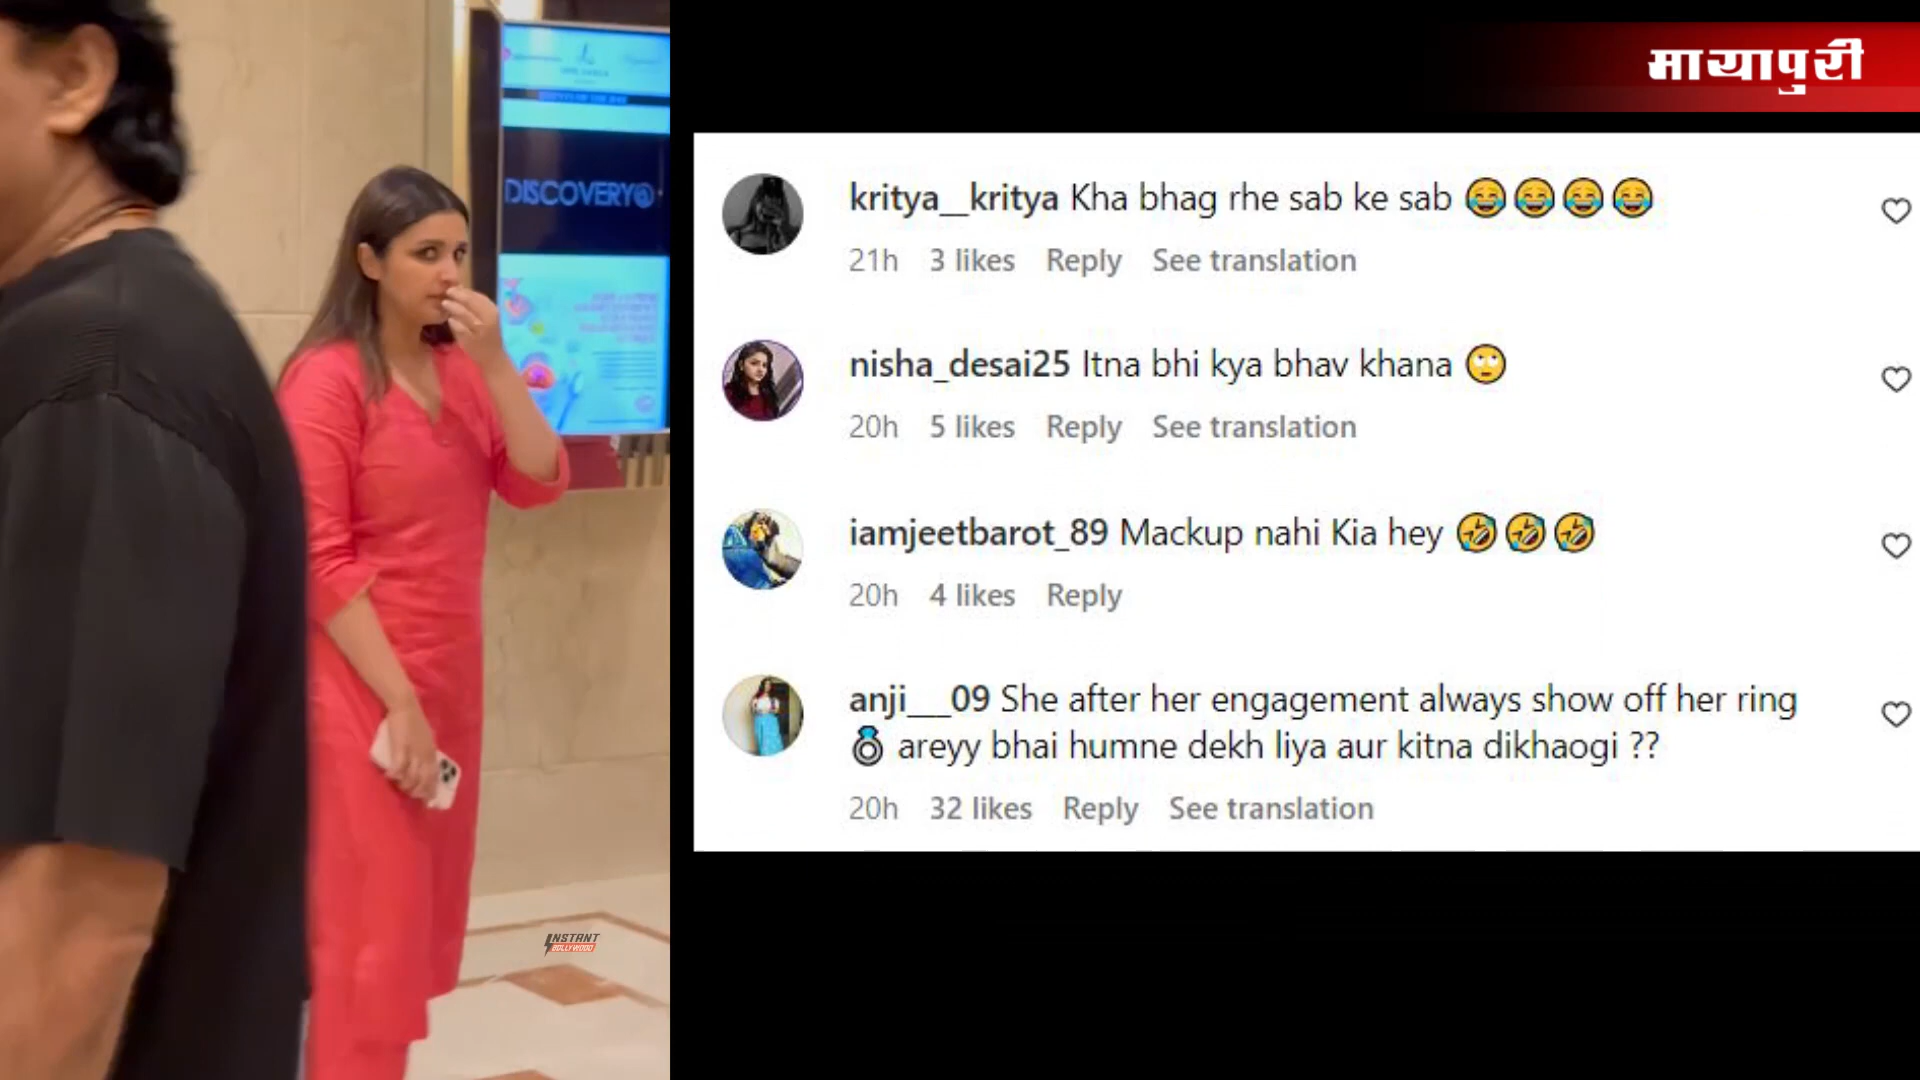 DISCOVERY@
INSTANT
BOLLYWOOD
मायापुरी
kritya__kritya Kha bhag rhe sab ke sab 😂😂😂😂
21h 3 likes Reply See translation
nisha_desai25 Itna bhi kya bhav khana 🙄
20h 5 likes Reply See translation
iamjeetbarot_89 Mackup nahi Kia hey 🤣🤣🤣
20h 4 likes Reply
anji___09 She after her engagement always show off her ring
💍 areyy bhai humne dekh liya aur kitna dikhaogi ??
20h 32 likes Reply See translation